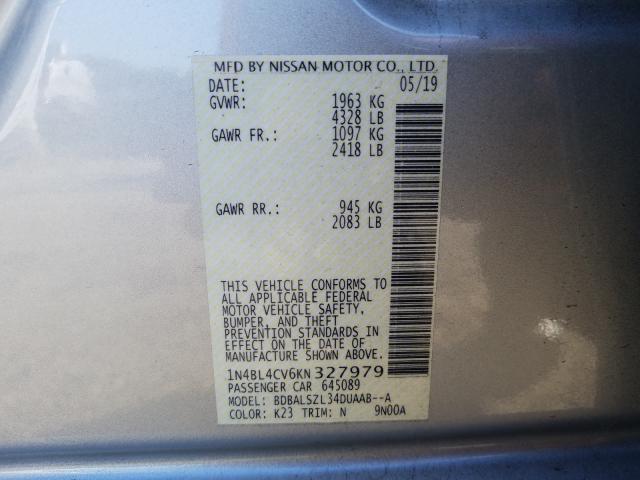 MFD BY NISSAN MOTOR CO., LTD.
DATE: 05/19
GVWR: 1963 KG
4328 LB
GAWR FR.: 1097 KG
2418 LB
GAWR RR.: 945 KG
2083 LB
THIS VEHICLE CONFORMS TO
ALL APPLICABLE FEDERAL
MOTOR VEHICLE SAFETY,
BUMPER, AND THEFT
PREVENTION STANDARDS IN
EFFECT ON THE DATE OF
MANUFACTURE SHOWN ABOVE.
1N4BL4CV6KN327979
PASSENGER CAR 645089
MODEL: BDBALSZL34DUAAB--A
COLOR: K23 TRIM: N 9N00A